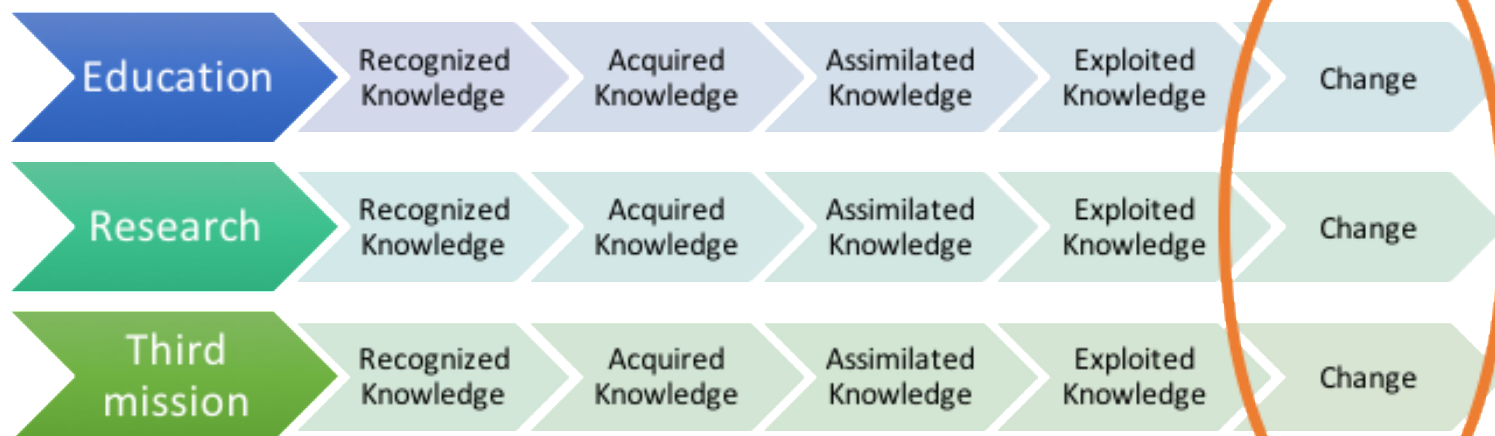 Education
Recognized
Knowledge
Acquired
Knowledge
Assimilated
Knowledge
Exploited
Knowledge
Change
Research
Recognized
Knowledge
Acquired
Knowledge
Assimilated
Knowledge
Exploited
Knowledge
Change
Third
mission
Recognized
Knowledge
Acquired
Knowledge
Assimilated
Knowledge
Exploited
Knowledge
Change